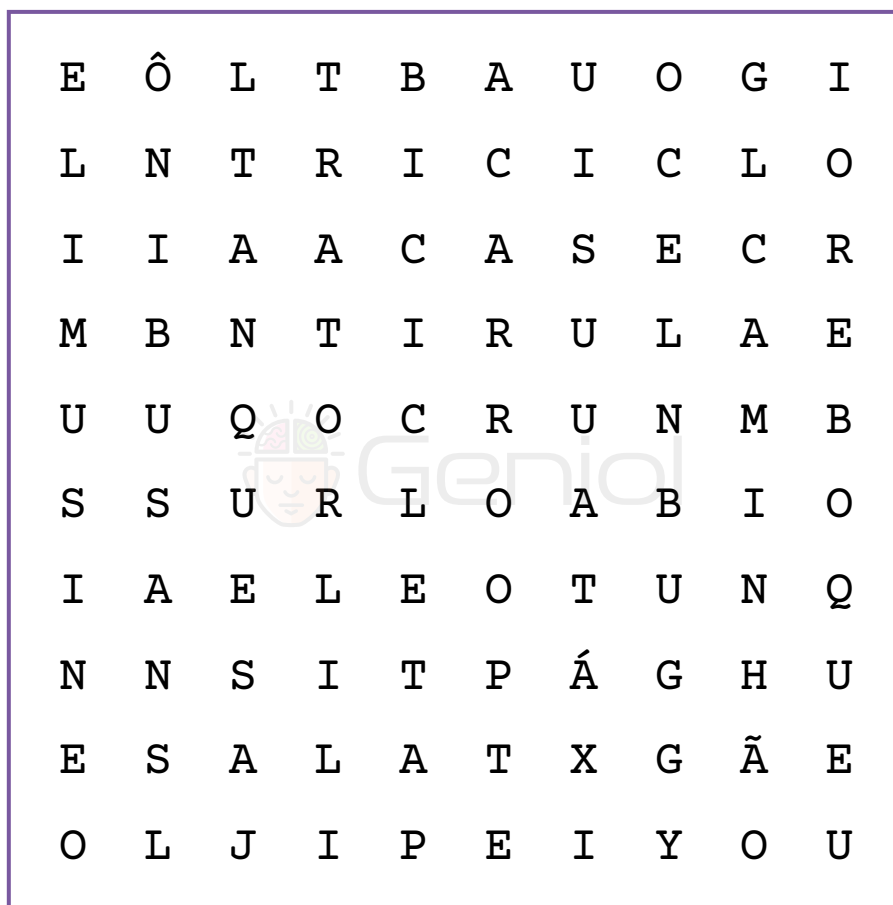 E Ô L T B A U O G I
L N T R I C I C L O
I I A A C A S E C R
M B N T I R U L A E
U U Q O C R U N M B
S S U R L O A B I O
I A E L E O T U N Q
N N S I T P Á G H U
E S A L A T X G Ã E
O L J I P E I Y O U
Geniol